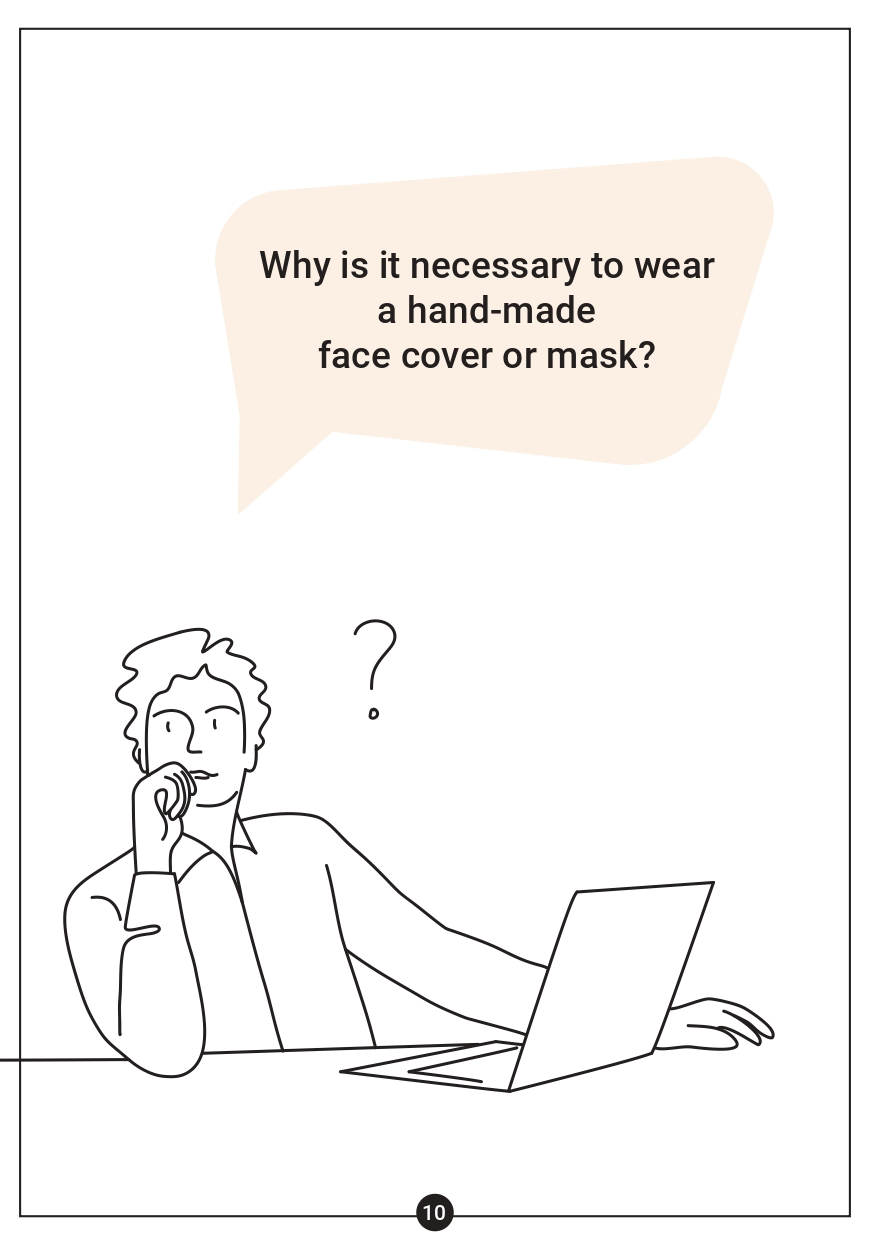 Why is it necessary to wear
a hand-made
face cover or mask?
?
10